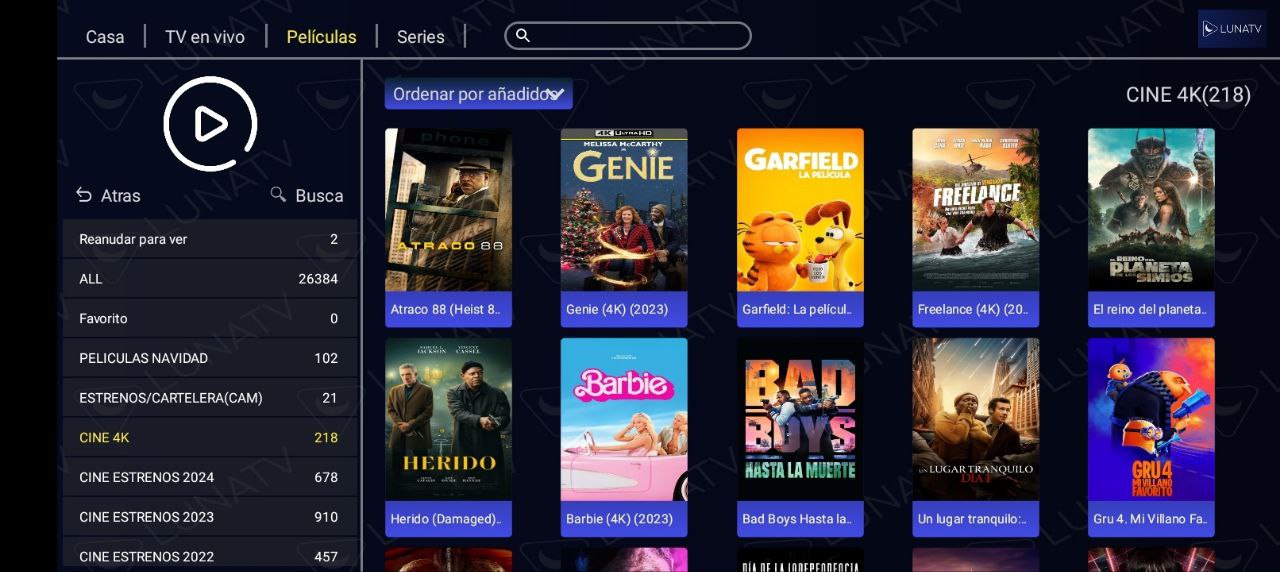 Casa
TV en vivo
Películas
Series
LUNATV
Ordenar por añadidos
CINE 4K(218)
Atras
Busca
Reanudar para ver 2
ALL 26384
Favorito 0
PELICULAS NAVIDAD 102
ESTRENOS/CARTELERA(CAM) 21
CINE 4K 218
CINE ESTRENOS 2024 678
CINE ESTRENOS 2023 910
CINE ESTRENOS 2022 457
phone
ATRACO 88
Atraco 88 (Heist 8..
4K ULTRA HD
MELISSA McCARTHY
GENIE
Genie (4K) (2023)
GARFIELD
LA PELÍCULA
Garfield: La películ..
FREELANCE
Freelance (4K) (20..
EL REINO DEL
PLANETA
DE LOS SIMIOS
El reino del planeta..
SAMUEL L. JACKSON
VINCENT CASSEL
HERIDO
Herido (Damaged)..
Barbie
Barbie (4K) (2023)
BAD
BOYS
HASTA LA MUERTE
Bad Boys Hasta la..
UN LUGAR TRANQUILO
DÍA 1
Un lugar tranquilo:..
GRU 4
MI VILLANO
FAVORITO
Gru 4. Mi Villano Fa..
DÍA DE LA INDEPENDENCIA